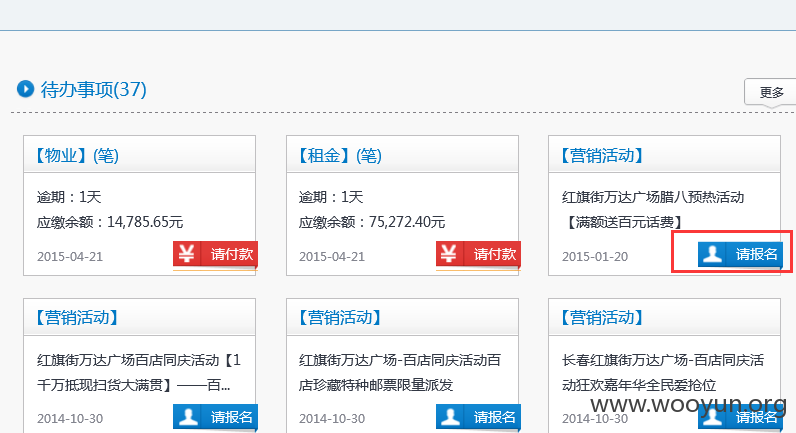 待办事项(37)
更多
【物业】(笔)
逾期：1天
应缴余额：14,785.65元
2015-04-21
请付款
【租金】(笔)
逾期：1天
应缴余额：75,272.40元
2015-04-21
请付款
【营销活动】
红旗街万达广场腊八预热活动
【满额送百元话费】
2015-01-20
请报名
【营销活动】
红旗街万达广场百店同庆活动【1
千万抵现扫货大满贯】——百...
2014-10-30
请报名
【营销活动】
红旗街万达广场-百店同庆活动百
店珍藏特种邮票限量派发
2014-10-30
请报名
【营销活动】
长春红旗街万达广场-百店同庆活
动狂欢嘉年华全民爱抢位
2014-10-30
请报名
www.wooyun.org